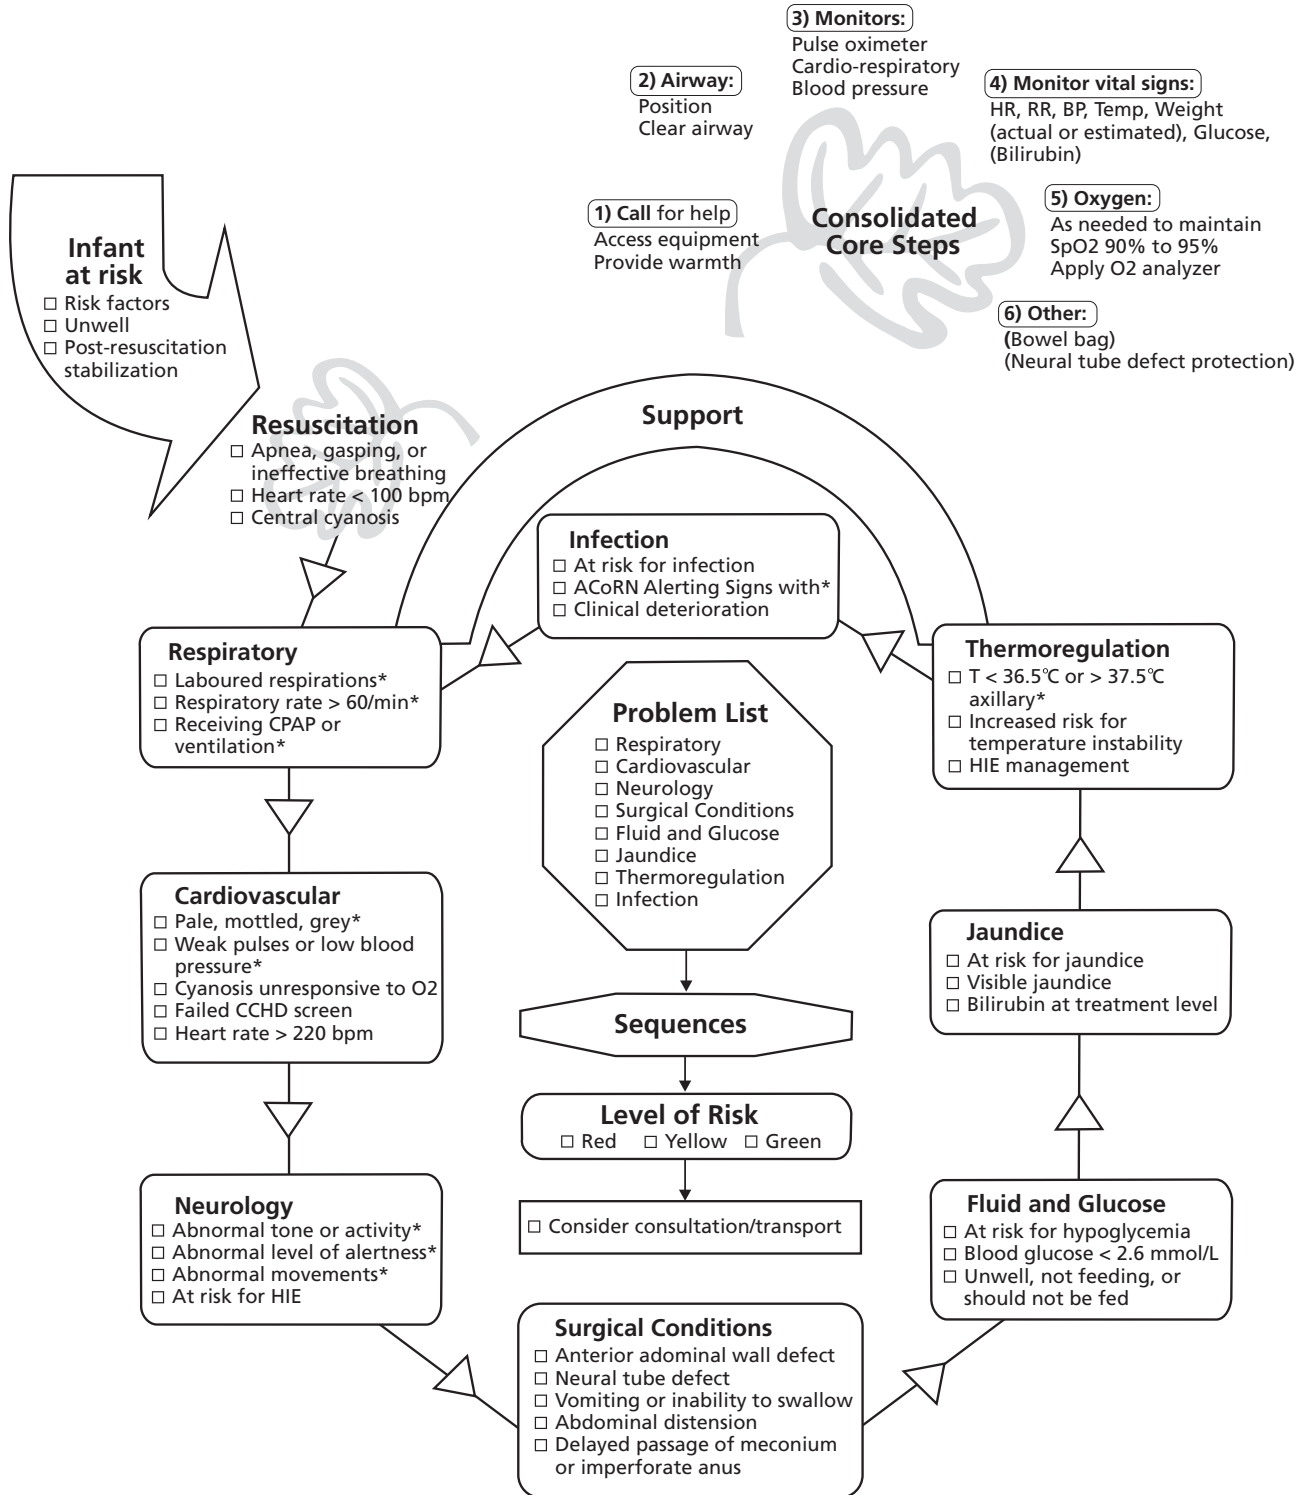 3) Monitors:
Pulse oximeter
Cardio-respiratory
Blood pressure
2) Airway:
Position
Clear airway
4) Monitor vital signs:
HR, RR, BP, Temp, Weight
(actual or estimated), Glucose,
(Bilirubin)
1) Call for help
Access equipment
Provide warmth
Consolidated
Core Steps
5) Oxygen:
As needed to maintain
SpO2 90% to 95%
Apply O2 analyzer
6) Other:
(Bowel bag)
(Neural tube defect protection)
Infant
at risk
☐ Risk factors
☐ Unwell
☐ Post-resuscitation
stabilization
Resuscitation
☐ Apnea, gasping, or
ineffective breathing
☐ Heart rate < 100 bpm
☐ Central cyanosis
Support
Infection
☐ At risk for infection
☐ ACoRN Alerting Signs with*
☐ Clinical deterioration
Respiratory
☐ Laboured respirations*
☐ Respiratory rate > 60/min*
☐ Receiving CPAP or
ventilation*
Thermoregulation
☐ T < 36.5℃ or > 37.5℃
axillary*
☐ Increased risk for
temperature instability
☐ HIE management
Problem List
☐ Respiratory
☐ Cardiovascular
☐ Neurology
☐ Surgical Conditions
☐ Fluid and Glucose
☐ Jaundice
☐ Thermoregulation
☐ Infection
Cardiovascular
☐ Pale, mottled, grey*
☐ Weak pulses or low blood
pressure*
☐ Cyanosis unresponsive to O2
☐ Failed CCHD screen
☐ Heart rate > 220 bpm
Jaundice
☐ At risk for jaundice
☐ Visible jaundice
☐ Bilirubin at treatment level
Sequences
Level of Risk
☐ Red ☐ Yellow ☐ Green
☐ Consider consultation/transport
Neurology
☐ Abnormal tone or activity*
☐ Abnormal level of alertness*
☐ Abnormal movements*
☐ At risk for HIE
Fluid and Glucose
☐ At risk for hypoglycemia
☐ Blood glucose < 2.6 mmol/L
☐ Unwell, not feeding, or
should not be fed
Surgical Conditions
☐ Anterior adominal wall defect
☐ Neural tube defect
☐ Vomiting or inability to swallow
☐ Abdominal distension
☐ Delayed passage of meconium
or imperforate anus